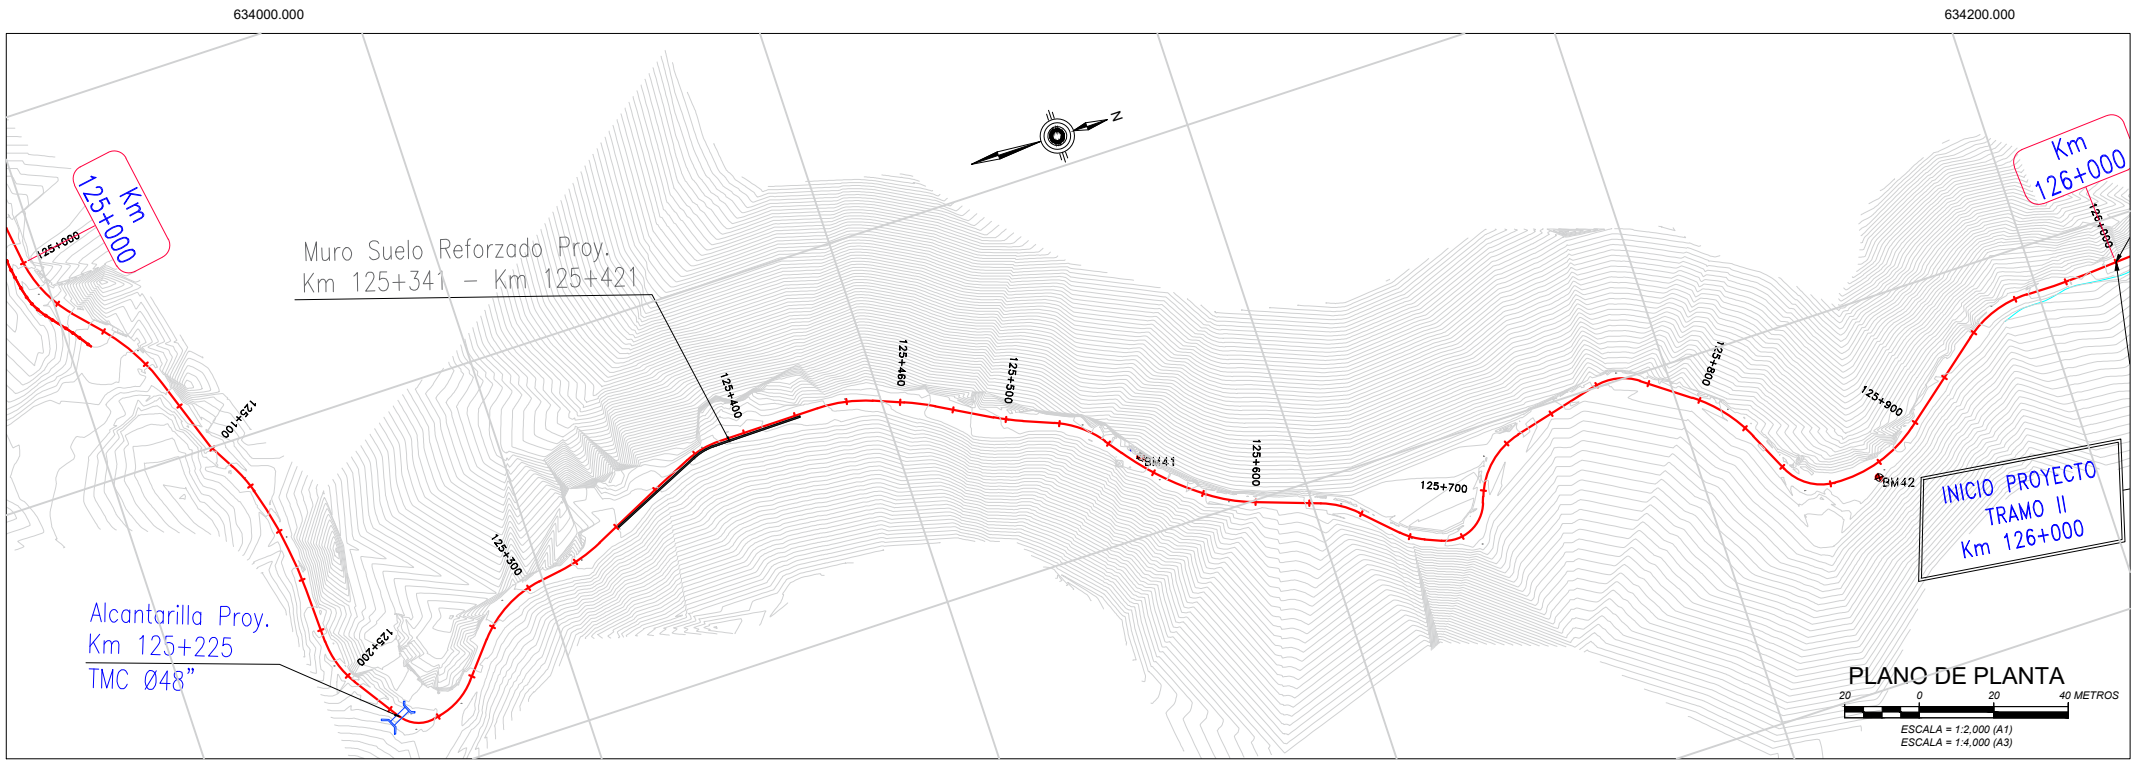 634000.000
634200.000
N
Km
125+000
125+000
Km
126+000
126+000
Muro Suelo Reforzado Proy.
Km 125+341 - Km 125+421
125+100
125+200
125+300
125+400
125+460
125+500
BM41
125+600
125+700
125+800
125+900
BM42
INICIO PROYECTO
TRAMO II
Km 126+000
Alcantarilla Proy.
Km 125+225
TMC Ø48”
PLANO DE PLANTA
20 0 20 40 METROS
ESCALA = 1:2,000 (A1)
ESCALA = 1:4,000 (A3)